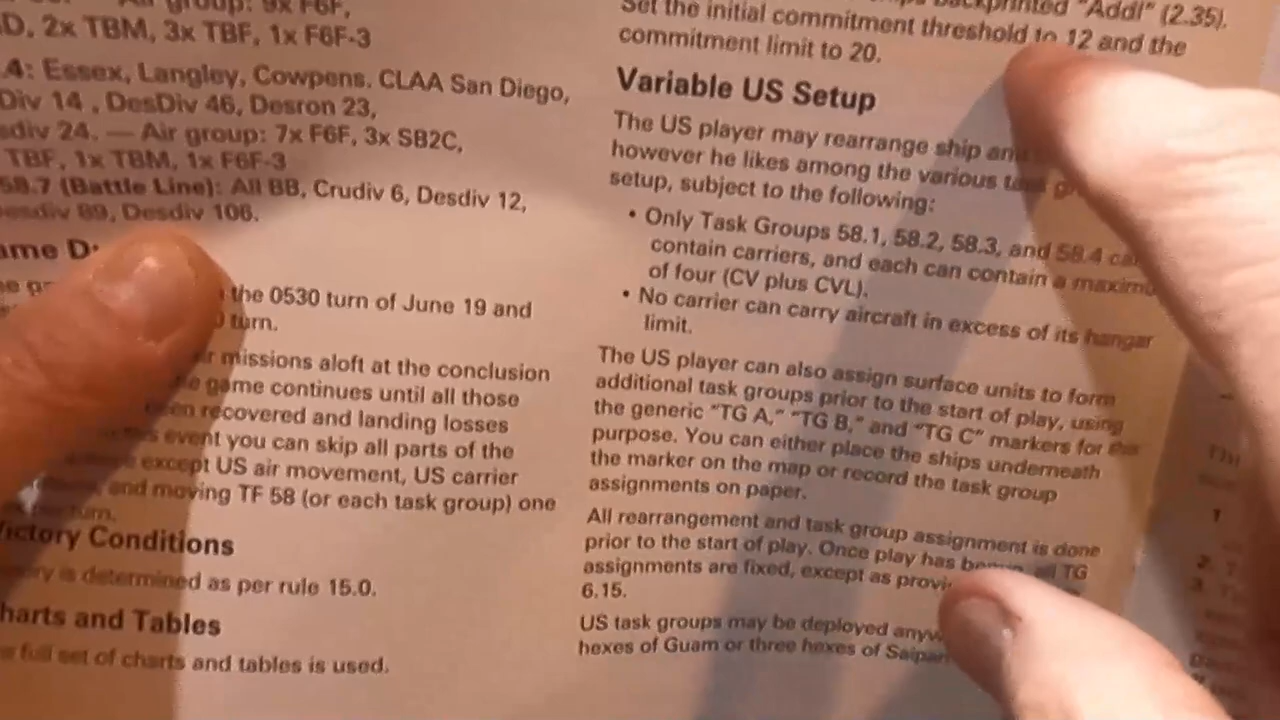 Air group: 9x F6F,
D, 2x TBM, 3x TBF, 1x F6F-3
.4: Essex, Langley, Cowpens. CLAA San Diego,
Div 14 , DesDiv 46, Desron 23,
sdiv 24. — Air group: 7x F6F, 3x SB2C,
TBF, 1x TBM, 1x F6F-3
58.7 (Battle Line): All BB, Crudiv 6, Desdiv 12,
esdiv 89, Desdiv 106.
ame D
the 0530 turn of June 19 and
turn.
r missions aloft at the conclusion
game continues until all those
en recovered and landing losses
event you can skip all parts of the
except US air movement, US carrier
and moving TF 58 (or each task group) one
turn.
ictory Conditions
ory is determined as per rule 15.0.
harts and Tables
e full set of charts and tables is used.
backprinted "Addl" (2.35).
Set the initial commitment threshold to 12 and the
commitment limit to 20.
Variable US Setup
The US player may rearrange ship an
however he likes among the various
setup, subject to the following:
• Only Task Groups 58.1, 58.2, 58.3, and 58.4 ca
contain carriers, and each can contain a maximu
of four (CV plus CVL).
• No carrier can carry aircraft in excess of its hangar
limit.
The US player can also assign surface units to form
additional task groups prior to the start of play, using
the generic "TG A," "TG B," and "TG C" markers for
purpose. You can either place the ships underneath
the marker on the map or record the task group
assignments on paper.
All rearrangement and task group assignment is done
prior to the start of play. Once play has TG
assignments are fixed, except as provi
6.15.
US task groups may be deployed anyw
hexes of Guam or three hexes of Saipan